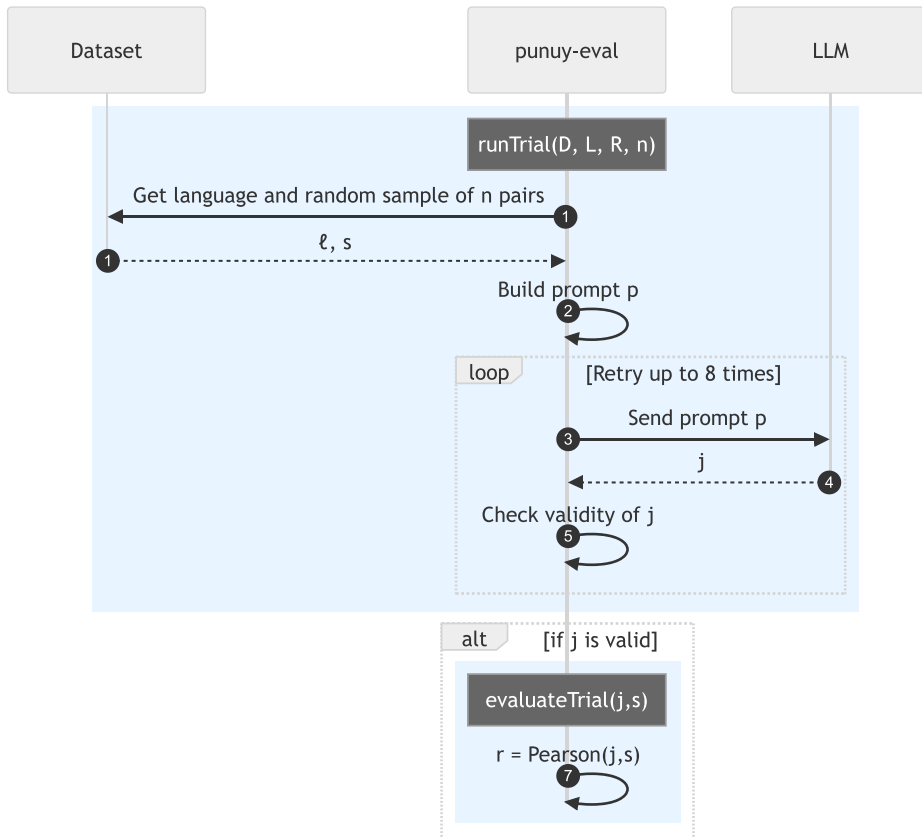 Dataset
punuy-eval
LLM
runTrial(D, L, R, n)
Get language and random sample of n pairs
1
ℓ, s
1
Build prompt p
2
loop
[Retry up to 8 times]
Send prompt p
3
j
4
Check validity of j
5
alt
[if j is valid]
evaluateTrial(j,s)
r = Pearson(j,s)
7